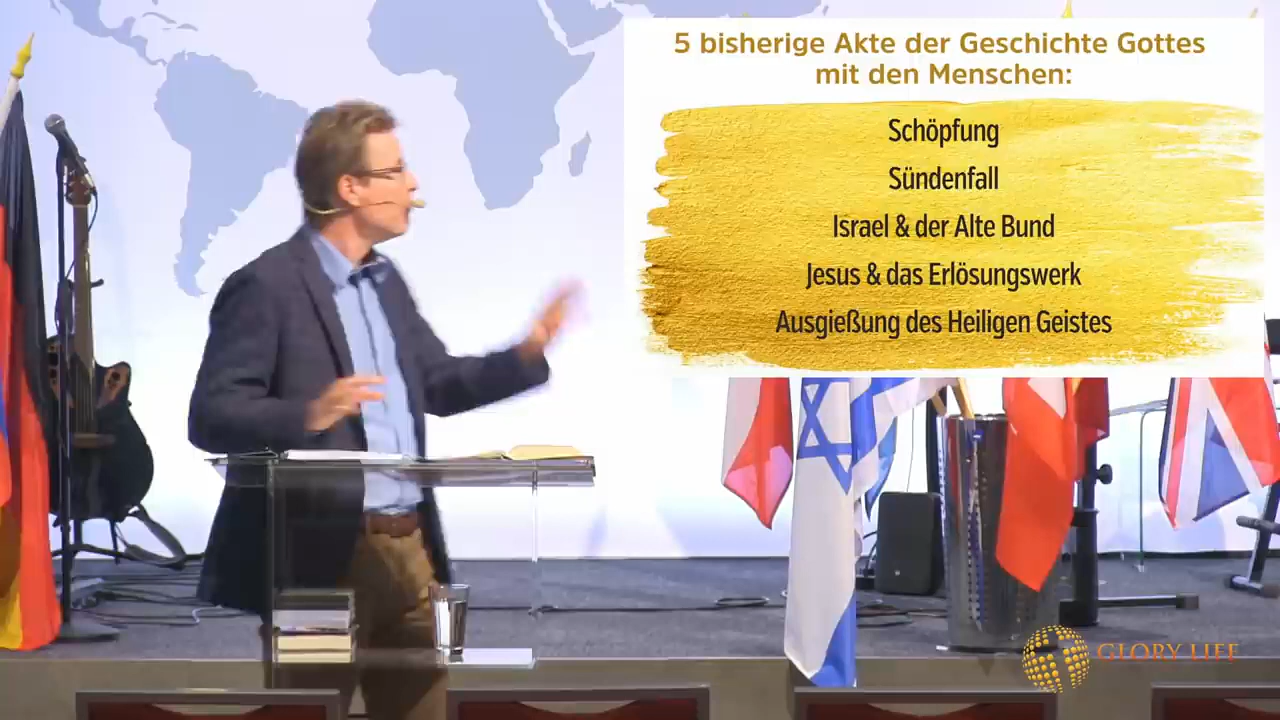 5 bisherige Akte der Geschichte Gottes
mit den Menschen:
Schöpfung
Sündenfall
Israel & der Alte Bund
Jesus & das Erlösungswerk
Ausgießung des Heiligen Geistes
GLORY LIFE